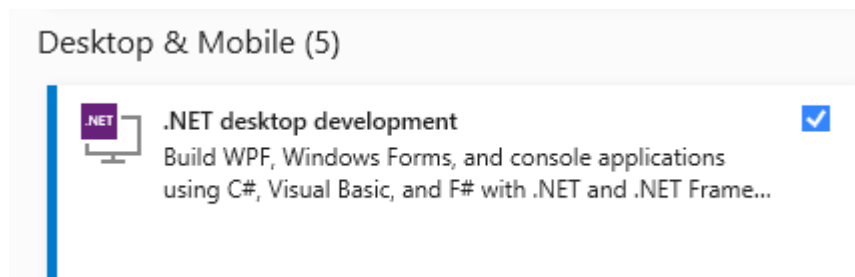 Desktop & Mobile (5)
.NET
.NET desktop development
Build WPF, Windows Forms, and console applications
using C#, Visual Basic, and F# with .NET and .NET Frame...